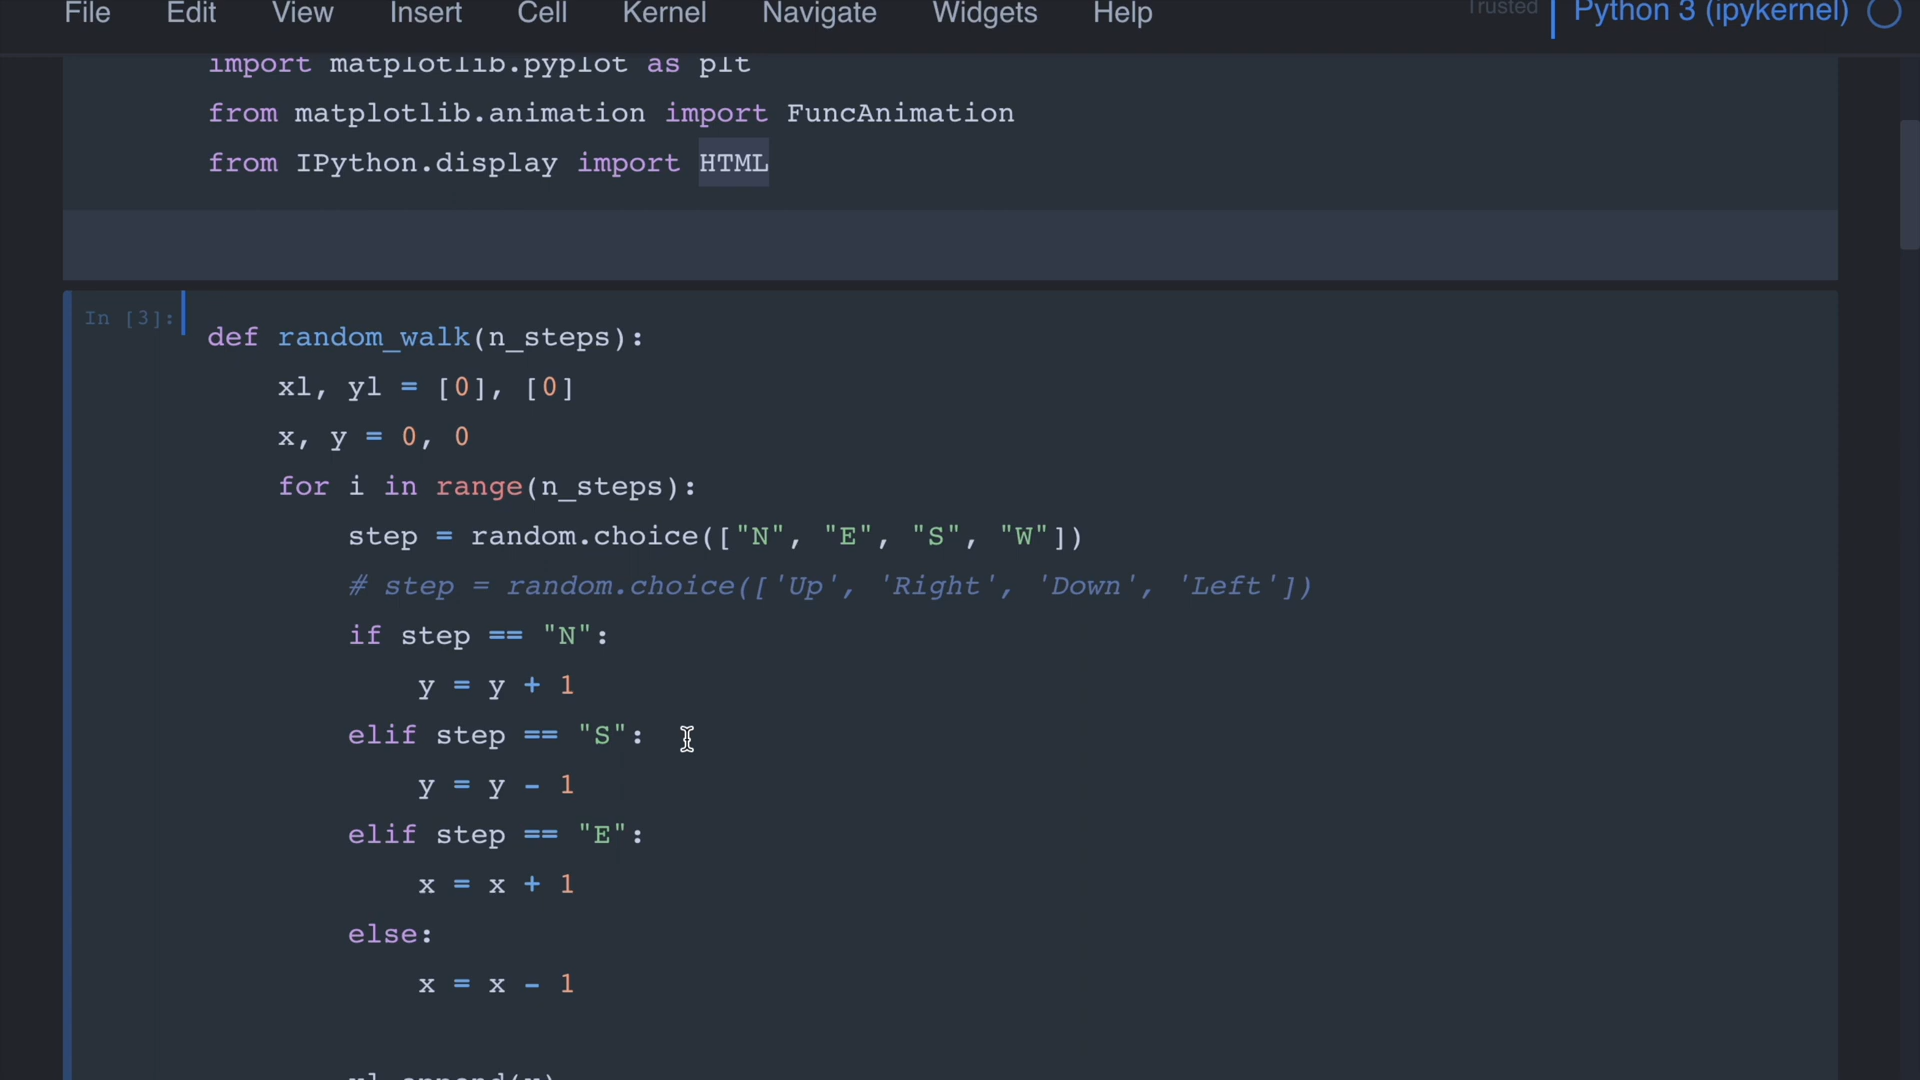 File Edit View Insert Cell Kernel Navigate Widgets Help Trusted Python 3 (ipykernel)
import matplotlib.pyplot as plt
from matplotlib.animation import FuncAnimation
from IPython.display import HTML
In [3]:
def random_walk(n_steps):
    xl, yl = [0], [0]
    x, y = 0, 0
    for i in range(n_steps):
        step = random.choice(["N", "E", "S", "W"])
        # step = random.choice(['Up', 'Right', 'Down', 'Left'])
        if step == "N":
            y = y + 1
        elif step == "S":
            y = y - 1
        elif step == "E":
            x = x + 1
        else:
            x = x - 1
        xl.append(x)